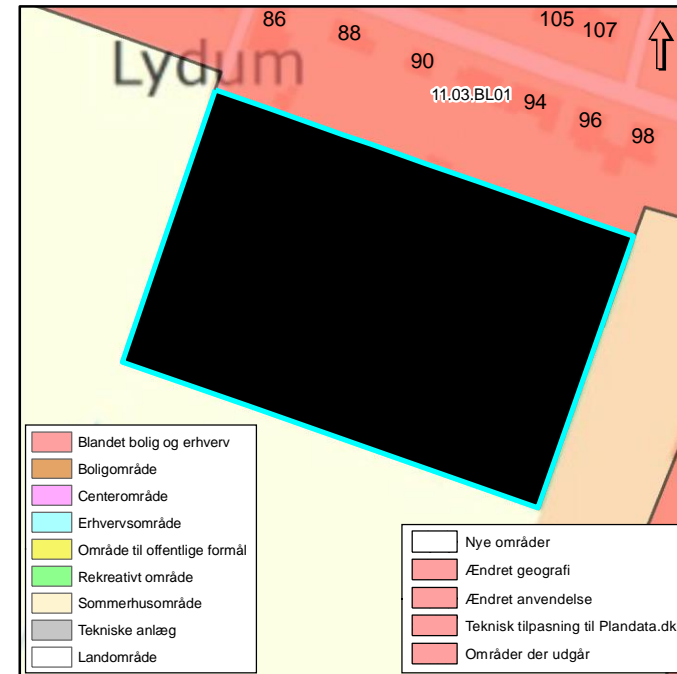 86
88
90
105
107
Lydum
11.03.BL01
94
96
98
Blandet bolig og erhverv
Boligområde
Centerområde
Erhvervsområde
Område til offentlige formål
Rekreativt område
Sommerhusområde
Tekniske anlæg
Landområde
Nye områder
Ændret geografi
Ændret anvendelse
Teknisk tilpasning til Plandata.dk
Områder der udgår